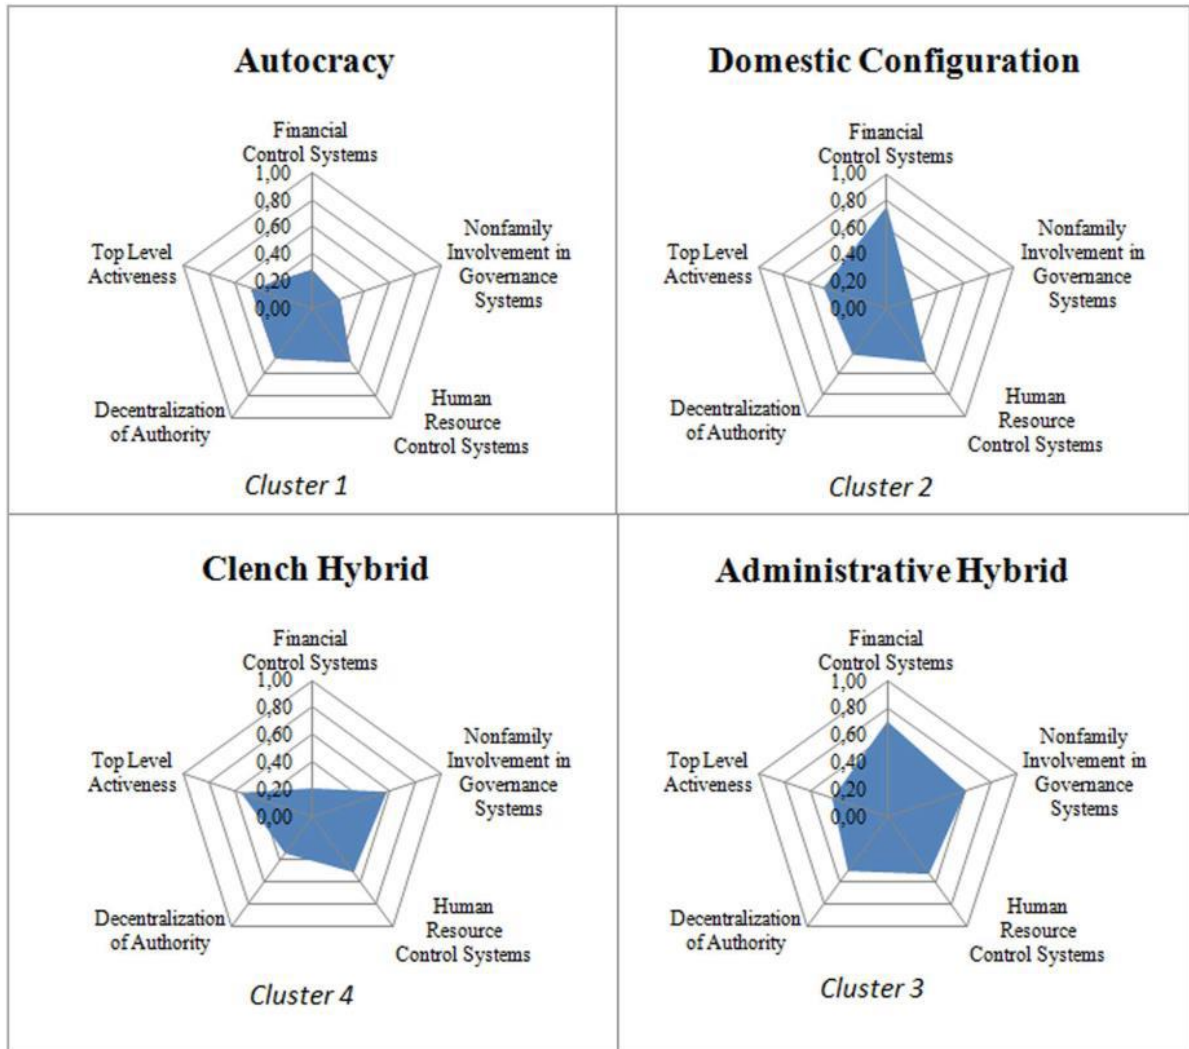 Autocracy
Financial
Control Systems
1,00
0,80
0,60
0,40
0,20
0,00
Top Level
Activeness
Nonfamily
Involvement in
Governance
Systems
Decentralization
of Authority
Human
Resource
Control Systems
Cluster 1
Domestic Configuration
Financial
Control Systems
1,00
0,80
0,60
0,40
0,20
0,00
Top Level
Activeness
Nonfamily
Involvement in
Governance
Systems
Decentralization
of Authority
Human
Resource
Control Systems
Cluster 2
Clench Hybrid
Financial
Control Systems
1,00
0,80
0,60
0,40
0,20
0,00
Top Level
Activeness
Nonfamily
Involvement in
Governance
Systems
Decentralization
of Authority
Human
Resource
Control Systems
Cluster 4
Administrative Hybrid
Financial
Control Systems
1,00
0,80
0,60
0,40
0,20
0,00
Top Level
Activeness
Nonfamily
Involvement in
Governance
Systems
Decentralization
of Authority
Human
Resource
Control Systems
Cluster 3